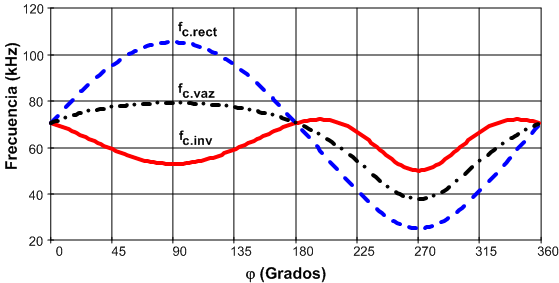 120
100
80
60
40
20
Frecuencia (kHz)
fc.rect
fc.vaz
fc.inv
0 45 90 135 180 225 270 315 360
φ (Grados)